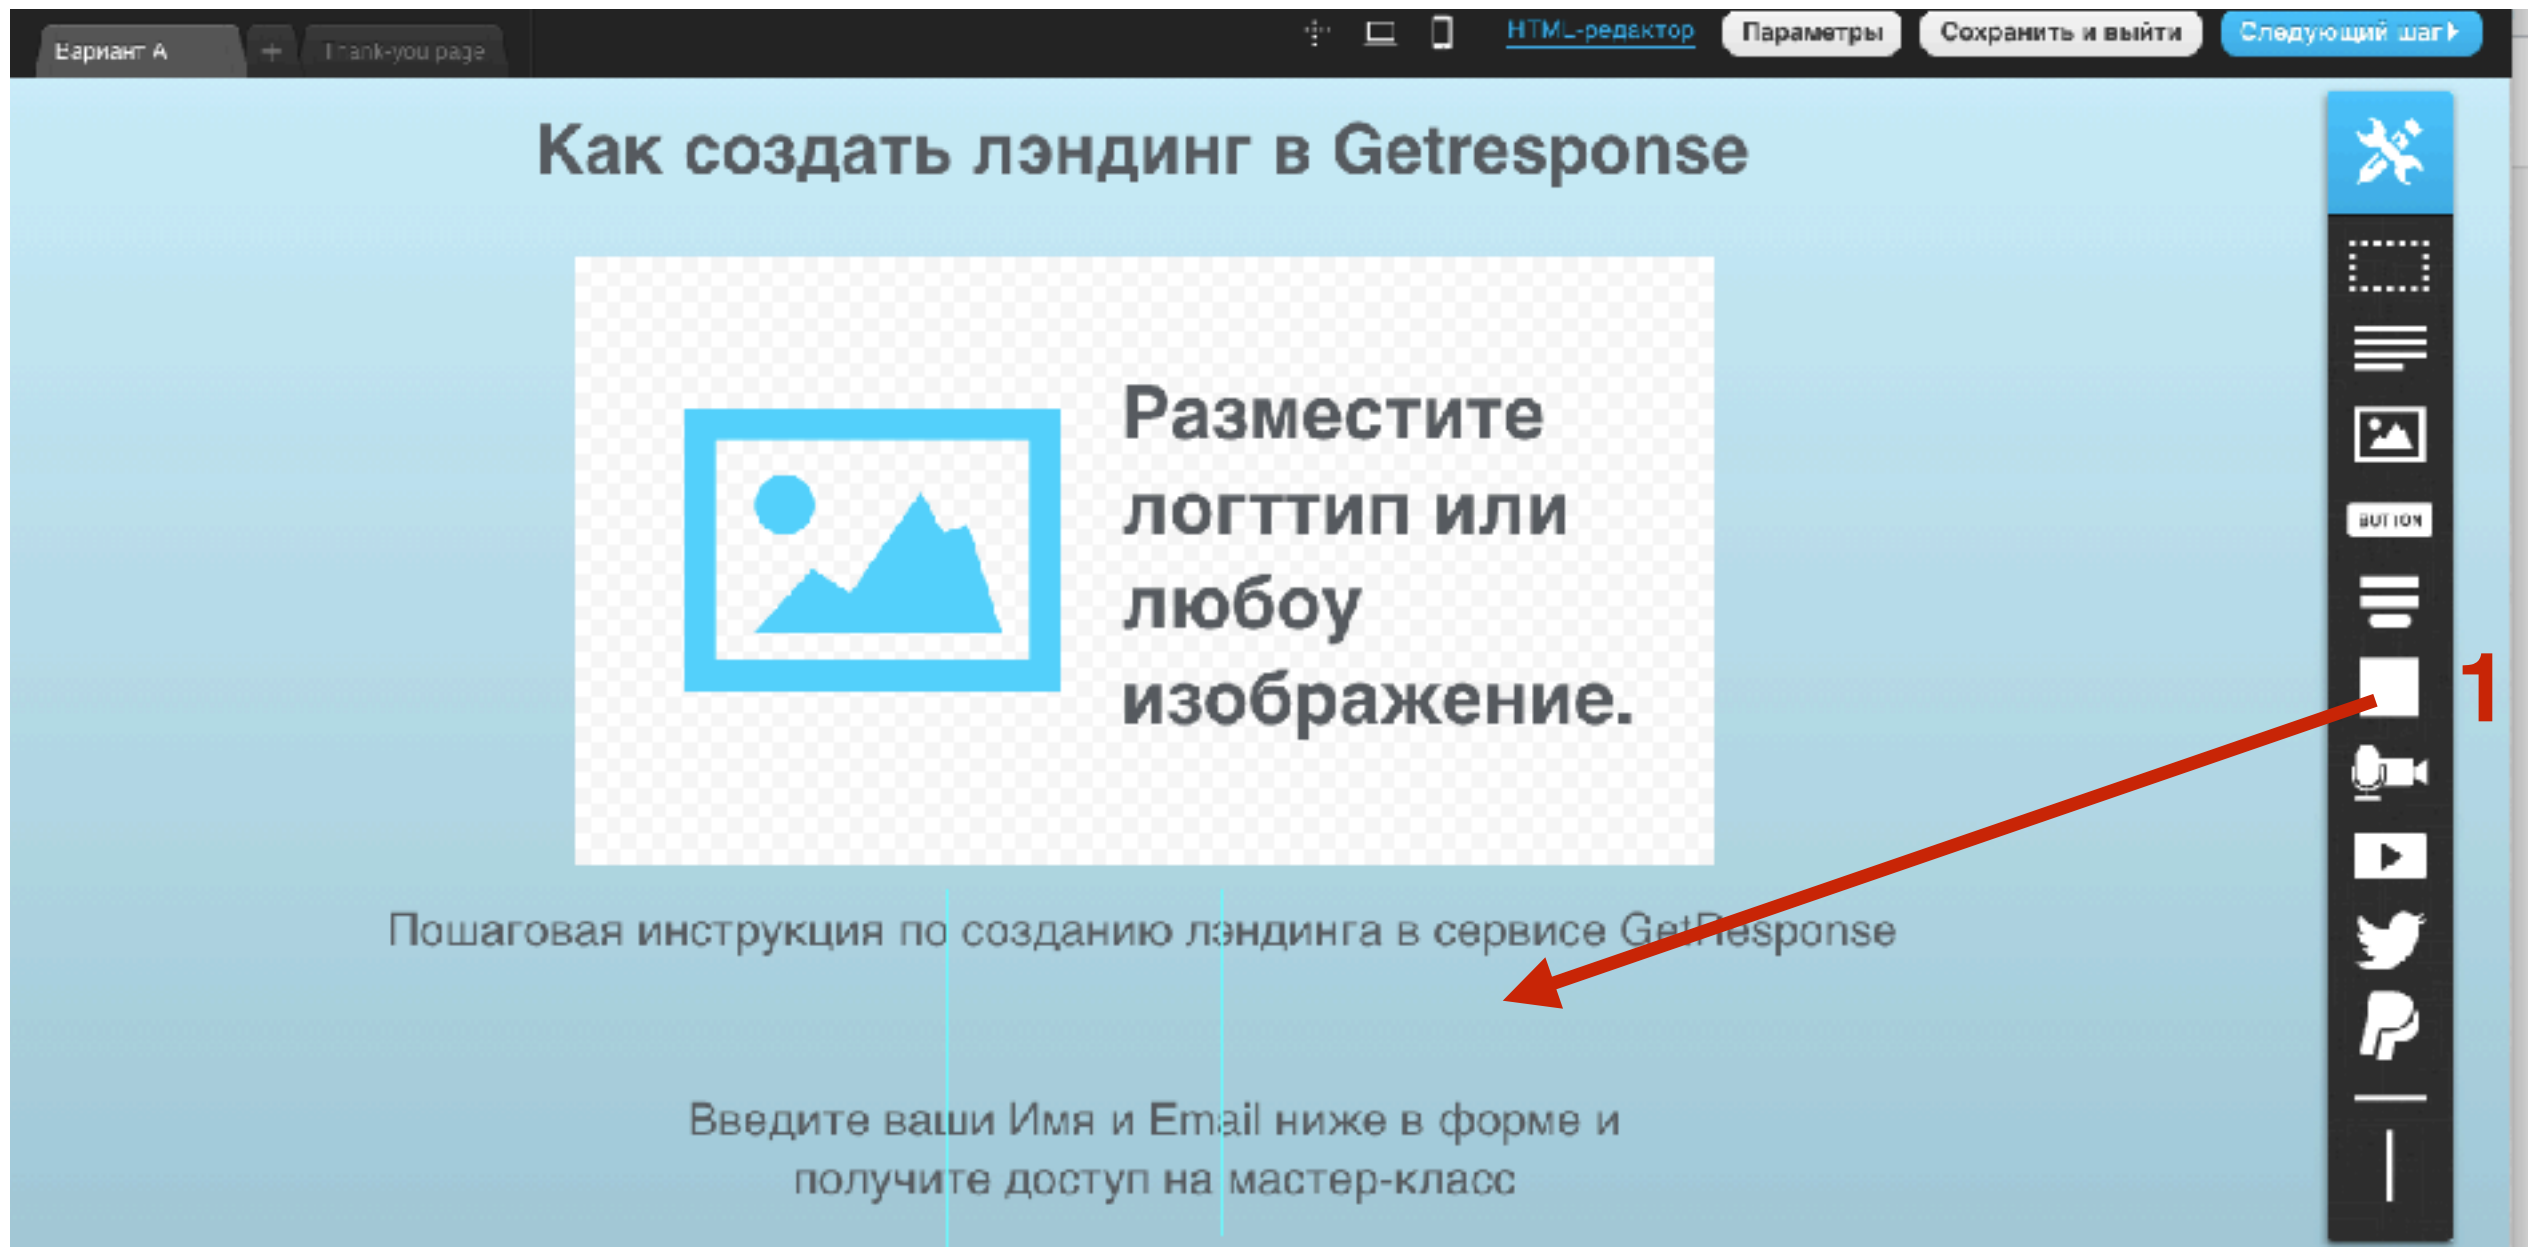 Вариант А + Thank-you page HTML-редактор Параметры Сохранить и выйти Следующий шаг
Как создать лэндинг в Getresponse
Разместите
логттип или
любоу
изображение.
BUTTON
1
Пошаговая инструкция по созданию лэндинга в сервисе GetResponse
Введите ваши Имя и Email ниже в форме и
получите доступ на мастер-класс